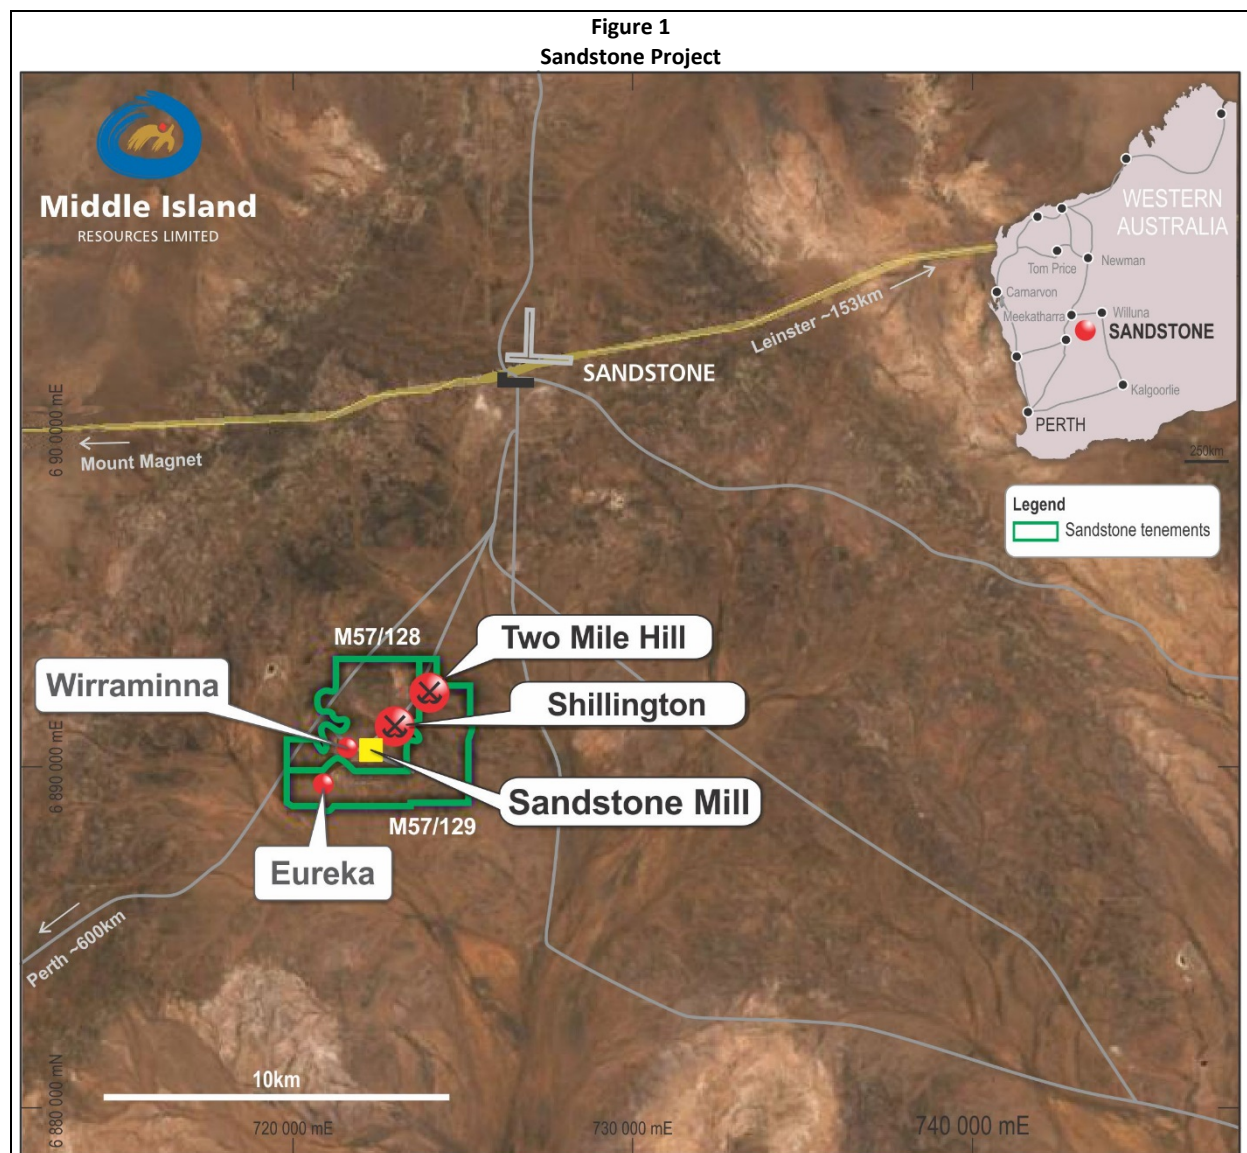 Figure 1
Sandstone Project
Middle Island
RESOURCES LIMITED
WESTERN
AUSTRALIA
Tom Price
Newman
Carnarvon
Meekatharra
Willuna
SANDSTONE
Kalgoorlie
PERTH
250km
Leinster ~153km
SANDSTONE
Mount Magnet
6 90 0000 mE
Legend
Sandstone tenements
M57/128
Two Mile Hill
Wirraminna
Shillington
6 890 000 mE
Sandstone Mill
M57/129
Eureka
Perth ~600km
10km
6 880 000 mN
720 000 mE
730 000 mE
740 000 mE